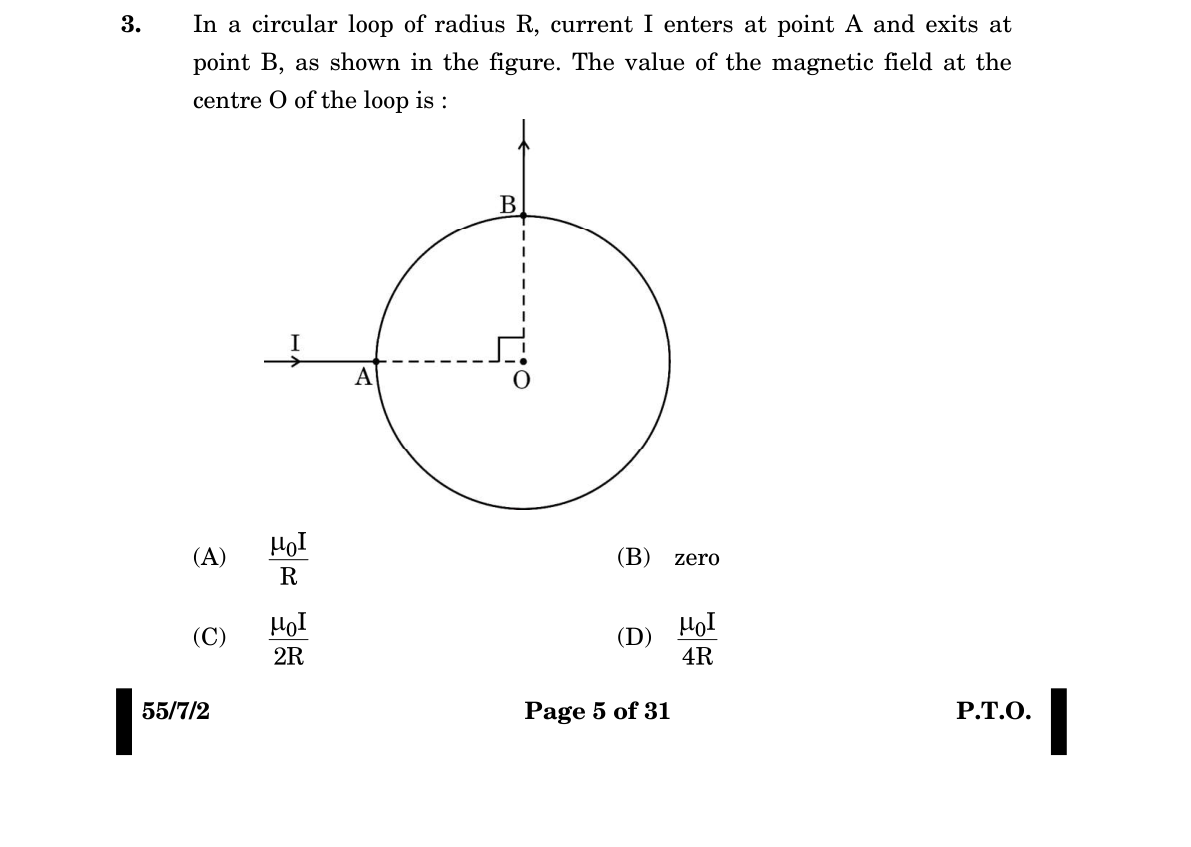 3. In a circular loop of radius R, current I enters at point A and exits at
point B, as shown in the figure. The value of the magnetic field at the
centre O of the loop is :
B
I
A
O
(A) μ₀I
R
(B) zero
(C) μ₀I
2R
(D) μ₀I
4R
55/7/2 Page 5 of 31 P.T.O.